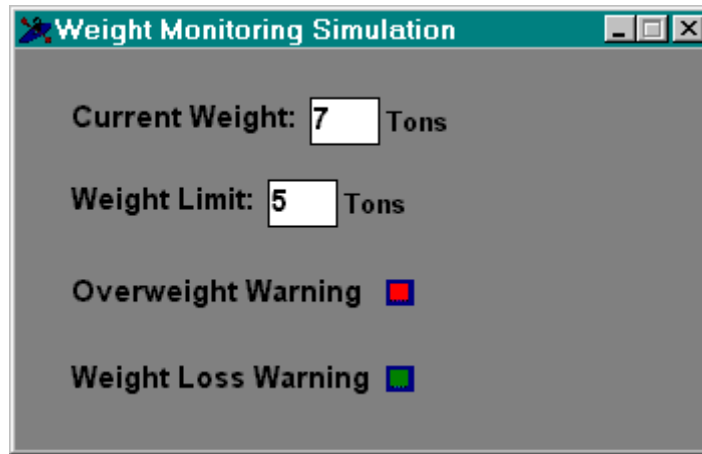 Weight Monitoring Simulation
Current Weight: 7 Tons
Weight Limit: 5 Tons
Overweight Warning
Weight Loss Warning